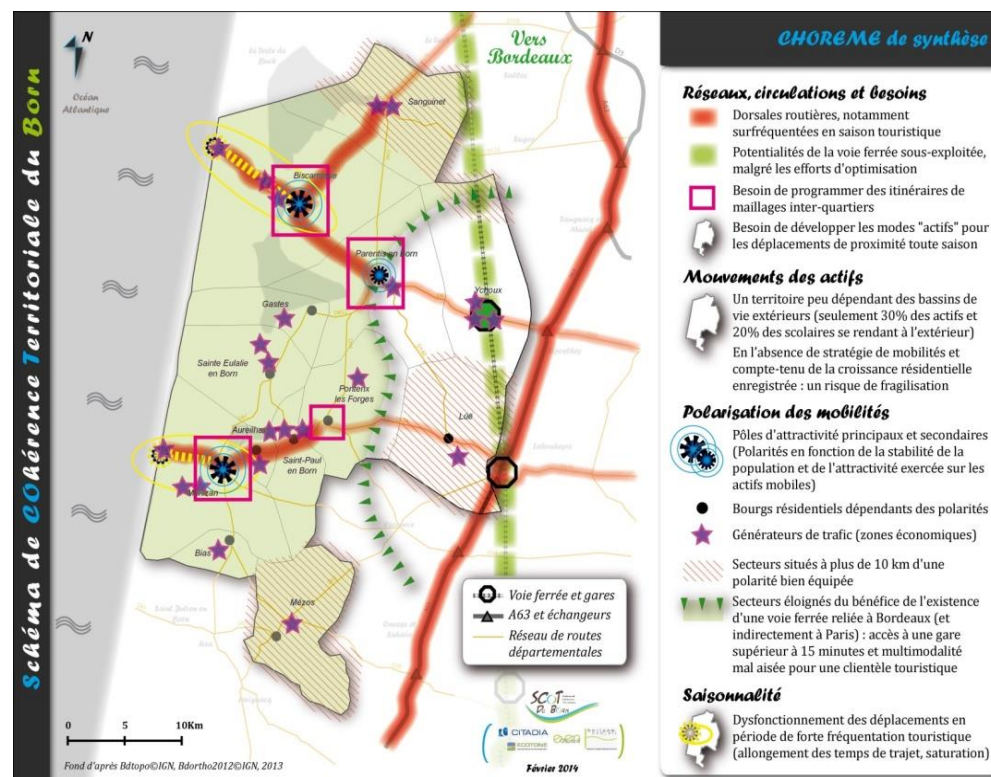 Schéma de COhérence Territoriale du Born
N
Océan
Atlantique
Vers
Bordeaux
Sanguinet
Biscarrosse
Parentis en Born
Ychoux
Gastes
Sainte Eulalie
en Born
Pontenx
les Forges
Lüe
Aureilhan
Saint-Paul
en Born
Mimizan
Bias
Mézos
A63
Voie ferrée et gares
A63 et échangeurs
Réseau de routes
départementales
0 5 10Km
Fond d'après Bdtopo©IGN, Bdortho2012©IGN, 2013
SCOT
Du Born
CITADIA
ECOTONE
Février 2014
CHOREME de synthèse
Réseaux, circulations et besoins
Dorsales routières, notamment
surfréquentées en saison touristique
Potentialités de la voie ferrée sous-exploitée,
malgré les efforts d'optimisation
Besoin de programmer des itinéraires de
maillages inter-quartiers
Besoin de développer les modes "actifs" pour
les déplacements de proximité toute saison
Mouvements des actifs
Un territoire peu dépendant des bassins de
vie extérieurs (seulement 30% des actifs et
20% des scolaires se rendant à l'extérieur)
En l'absence de stratégie de mobilités et
compte-tenu de la croissance résidentielle
enregistrée : un risque de fragilisation
Polarisation des mobilités
Pôles d'attractivité principaux et secondaires
(Polarités en fonction de la stabilité de la
population et de l'attractivité exercée sur les
actifs mobiles)
Bourgs résidentiels dépendants des polarités
Générateurs de trafic (zones économiques)
Secteurs situés à plus de 10 km d'une
polarité bien équipée
Secteurs éloignés du bénéfice de l'existence
d'une voie ferrée reliée à Bordeaux (et
indirectement à Paris) : accès à une gare
supérieur à 15 minutes et multimodalité
mal aisée pour une clientèle touristique
Saisonnalité
Dysfonctionnement des déplacements en
période de forte fréquentation touristique
(allongement des temps de trajet, saturation)